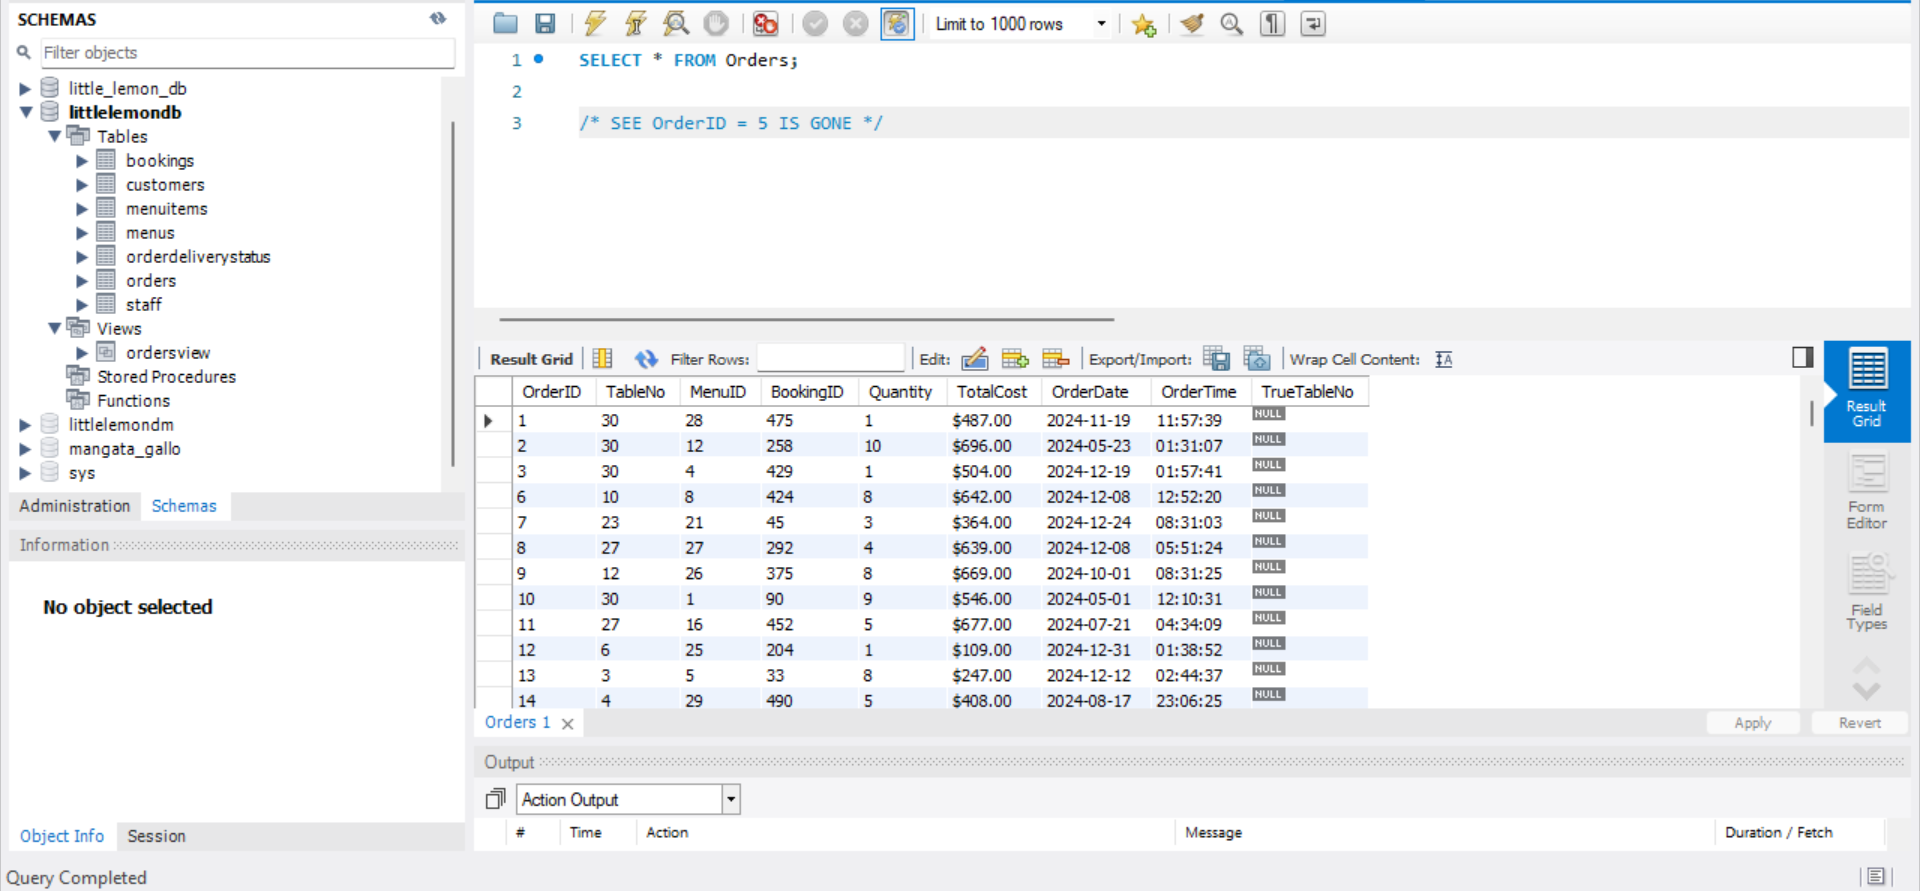 SCHEMAS
Filter objects
little_lemon_db
littlelemondb
Tables
bookings
customers
menuitems
menus
orderdeliverystatus
orders
staff
Views
ordersview
Stored Procedures
Functions
littlelemondm
mangata_gallo
sys
Administration Schemas
Information
No object selected
Object Info Session
Query Completed
Limit to 1000 rows
1 SELECT * FROM Orders;
2
3 /* SEE OrderID = 5 IS GONE */
Result Grid Filter Rows: Edit: Export/Import: Wrap Cell Content:
OrderID TableNo MenuID BookingID Quantity TotalCost OrderDate OrderTime TrueTableNo
1 30 28 475 1 $487.00 2024-11-19 11:57:39 NULL
2 30 12 258 10 $696.00 2024-05-23 01:31:07 NULL
3 30 4 429 1 $504.00 2024-12-19 01:57:41 NULL
6 10 8 424 8 $642.00 2024-12-08 12:52:20 NULL
7 23 21 45 3 $364.00 2024-12-24 08:31:03 NULL
8 27 27 292 4 $639.00 2024-12-08 05:51:24 NULL
9 12 26 375 8 $669.00 2024-10-01 08:31:25 NULL
10 30 1 90 9 $546.00 2024-05-01 12:10:31 NULL
11 27 16 452 5 $677.00 2024-07-21 04:34:09 NULL
12 6 25 204 1 $109.00 2024-12-31 01:38:52 NULL
13 3 5 33 8 $247.00 2024-12-12 02:44:37 NULL
14 4 29 490 5 $408.00 2024-08-17 23:06:25 NULL
Result
Grid
Form
Editor
Field
Types
Orders 1
Apply Revert
Output
Action Output
# Time Action Message Duration / Fetch